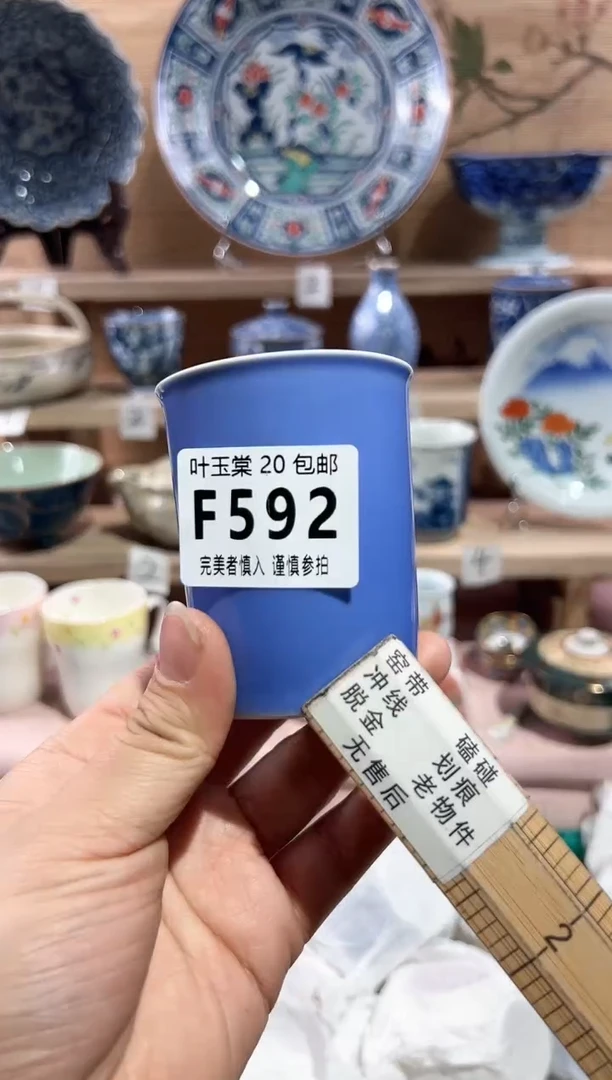 叶玉棠 20 包邮
F592
完美者慎入 谨慎参拍
窑带 磕碰
冲线 划痕
脱金 老物件
无售后
2